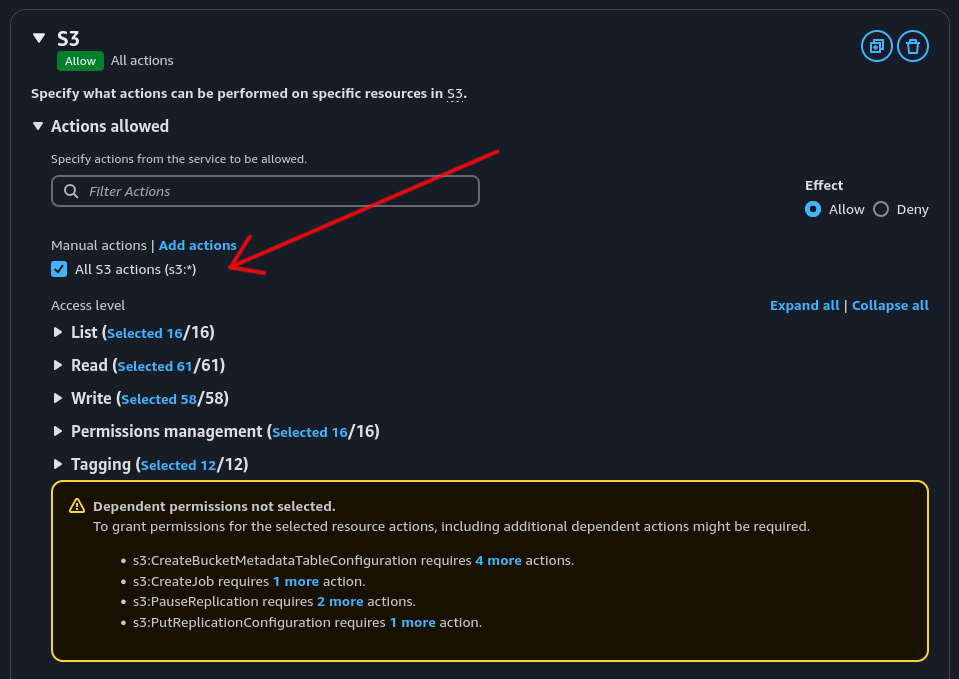 S3
Allow All actions
Specify what actions can be performed on specific resources in S3.
Actions allowed
Specify actions from the service to be allowed.
Filter Actions
Effect
Allow Deny
Manual actions | Add actions
All S3 actions (s3:*)
Access level
Expand all | Collapse all
List (Selected 16/16)
Read (Selected 61/61)
Write (Selected 58/58)
Permissions management (Selected 16/16)
Tagging (Selected 12/12)
Dependent permissions not selected.
To grant permissions for the selected resource actions, including additional dependent actions might be required.
• s3:CreateBucketMetadataTableConfiguration requires 4 more actions.
• s3:CreateJob requires 1 more action.
• s3:PauseReplication requires 2 more actions.
• s3:PutReplicationConfiguration requires 1 more action.